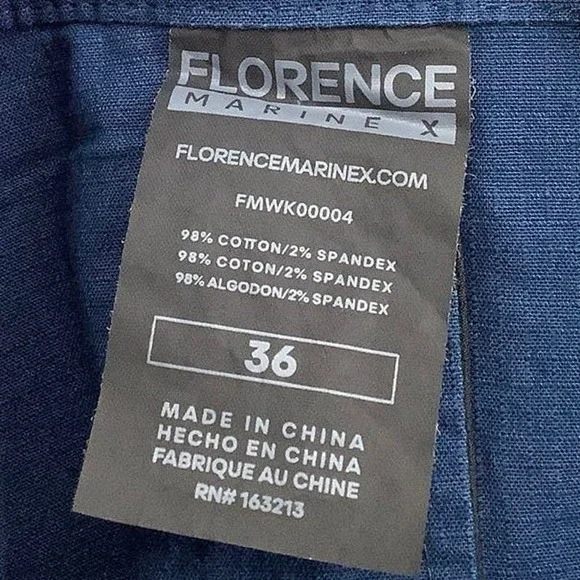 FLORENCE
MARINE X
FLORENCEMARINEX.COM
FMWK00004
98% COTTON/2% SPANDEX
98% COTON/2% SPANDEX
98% ALGODON/2% SPANDEX
36
MADE IN CHINA
HECHO EN CHINA
FABRIQUE AU CHINE
RN# 163213